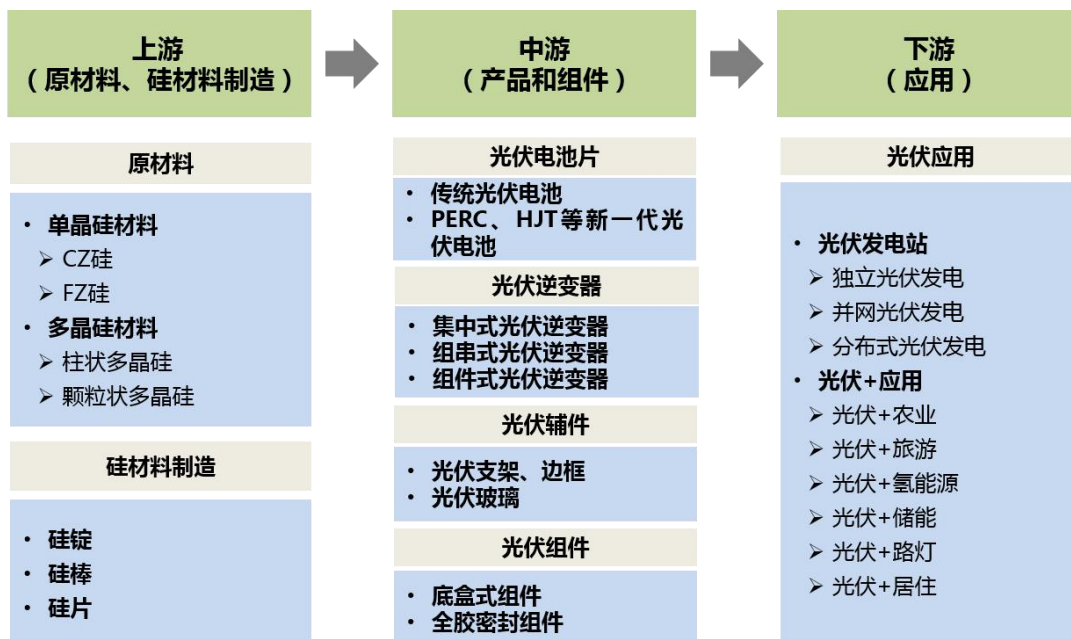 上游
（原材料、硅材料制造）
中游
（产品和组件）
下游
（应用）
原材料
• 单晶硅材料
➢ CZ硅
➢ FZ硅
• 多晶硅材料
➢ 柱状多晶硅
➢ 颗粒状多晶硅
硅材料制造
• 硅锭
• 硅棒
• 硅片
光伏电池片
• 传统光伏电池
• PERC、HJT等新一代光
伏电池
光伏逆变器
• 集中式光伏逆变器
• 组串式光伏逆变器
• 组件式光伏逆变器
光伏辅件
• 光伏支架、边框
• 光伏玻璃
光伏组件
• 底盒式组件
• 全胶密封组件
光伏应用
• 光伏发电站
➢ 独立光伏发电
➢ 并网光伏发电
➢ 分布式光伏发电
• 光伏+应用
➢ 光伏+农业
➢ 光伏+旅游
➢ 光伏+氢能源
➢ 光伏+储能
➢ 光伏+路灯
➢ 光伏+居住